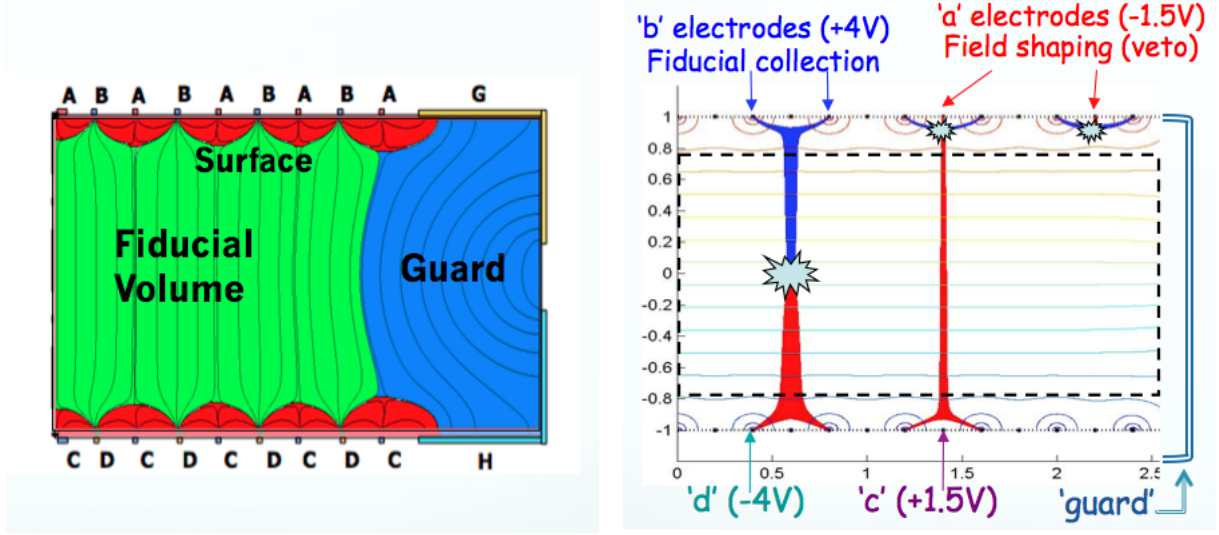 A B A B A B A B A G
Surface
Fiducial
Volume
Guard
C D C D C D C D C H
'b' electrodes (+4V)
Fiducial collection
'a' electrodes (-1.5V)
Field shaping (veto)
1
0.8
0.6
0.4
0.2
0
-0.2
-0.4
-0.6
-0.8
-1
0 0.5 1 1.5 2 2.5
'd' (-4V)
'c' (+1.5V)
'guard'